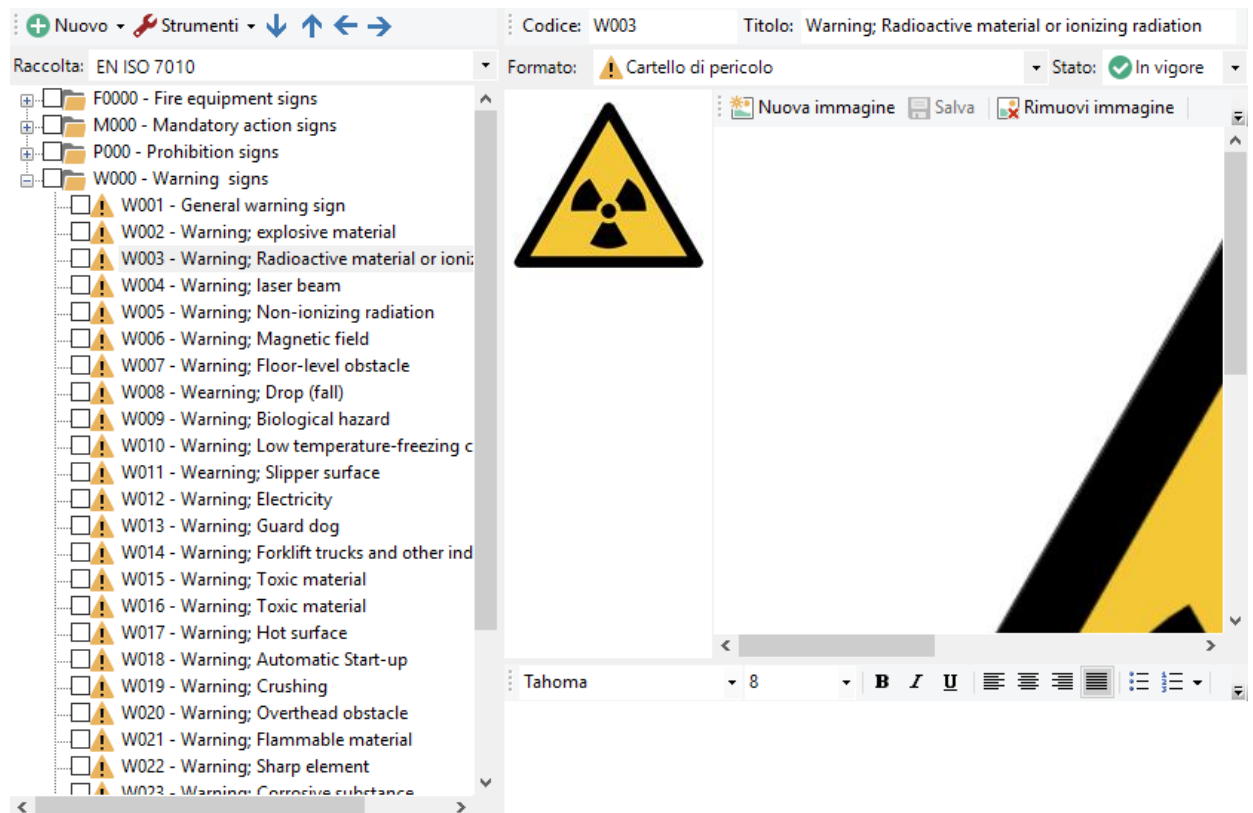 Nuovo Strumenti
Raccolta: EN ISO 7010
F0000 - Fire equipment signs
M000 - Mandatory action signs
P000 - Prohibition signs
W000 - Warning  signs
W001 - General warning sign
W002 - Warning; explosive material
W003 - Warning; Radioactive material or ioni
W004 - Warning; laser beam
W005 - Warning; Non-ionizing radiation
W006 - Warning; Magnetic field
W007 - Warning; Floor-level obstacle
W008 - Wearning; Drop (fall)
W009 - Warning; Biological hazard
W010 - Warning; Low temperature-freezing c
W011 - Wearning; Slipper surface
W012 - Warning; Electricity
W013 - Warning; Guard dog
W014 - Warning; Forklift trucks and other ind
W015 - Warning; Toxic material
W016 - Warning; Toxic material
W017 - Warning; Hot surface
W018 - Warning; Automatic Start-up
W019 - Warning; Crushing
W020 - Warning; Overthead obstacle
W021 - Warning; Flammable material
W022 - Warning; Sharp element
W023 - Warning; Corrosive substance
Codice: W003 Titolo: Warning; Radioactive material or ionizing radiation
Formato: Cartello di pericolo Stato: In vigore
Nuova immagine Salva Rimuovi immagine
Tahoma 8 B I U